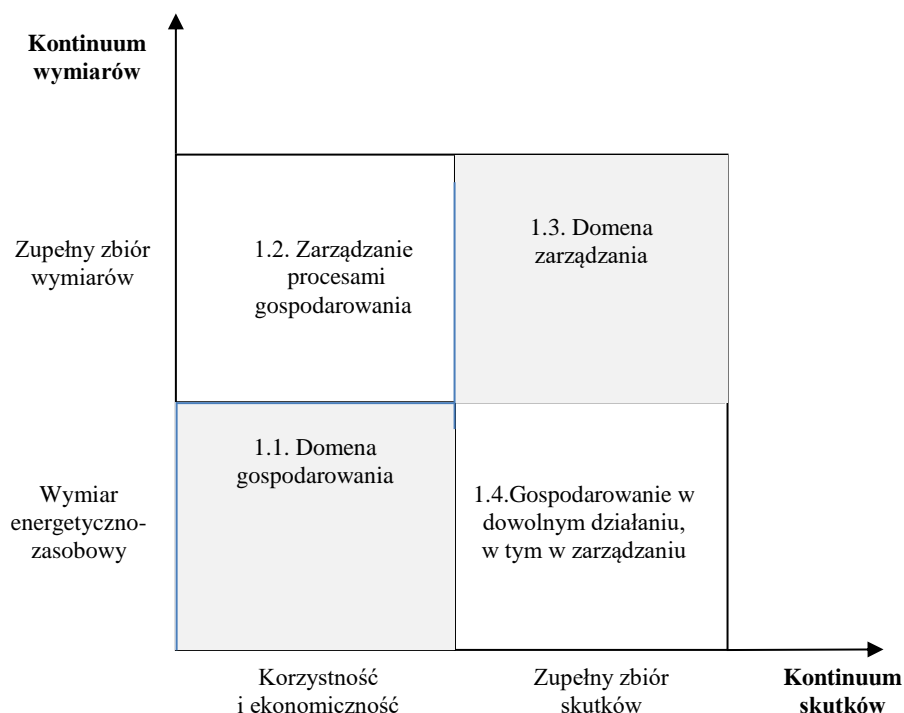 Kontinuum
wymiarów
Zupełny zbiór
wymiarów
1.2. Zarządzanie
procesami
gospodarowania
1.3. Domena
zarządzania
Wymiar
energetyczno-
zasobowy
1.1. Domena
gospodarowania
1.4.Gospodarowanie w
dowolnym działaniu,
w tym w zarządzaniu
Korzystność
i ekonomiczność
Zupełny zbiór
skutków
Kontinuum
skutków